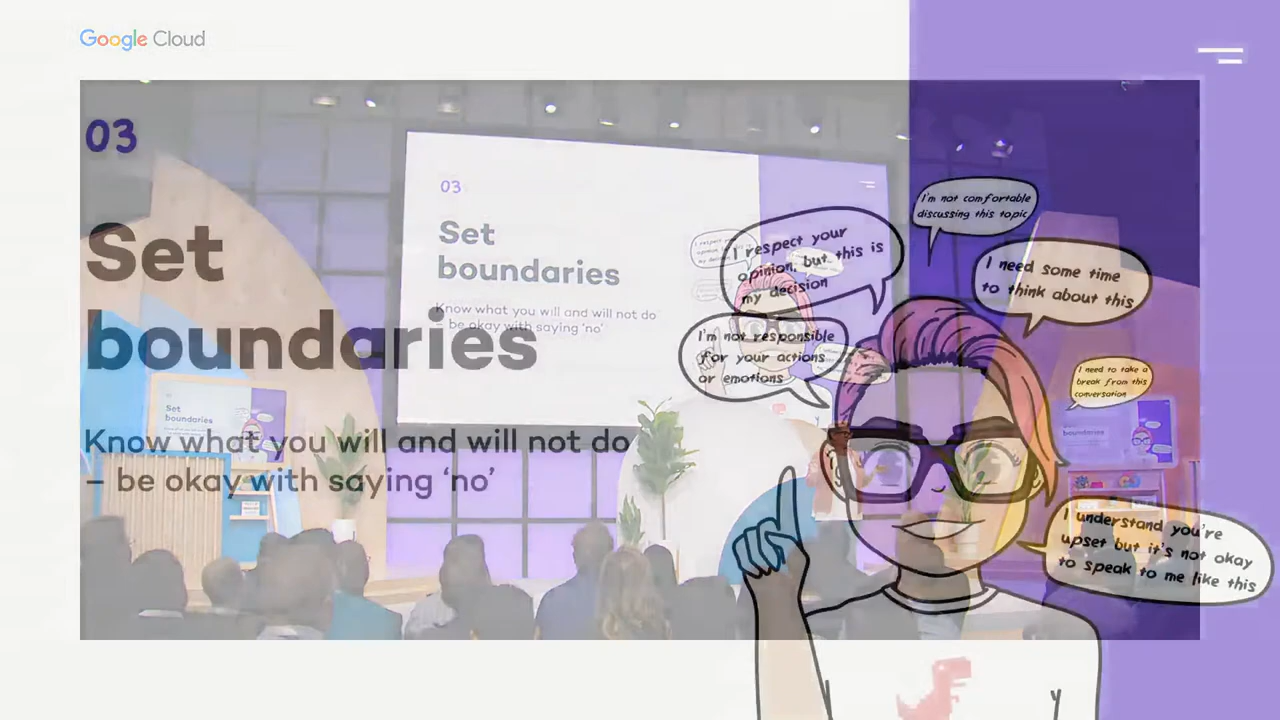 Google Cloud
03
Set
boundaries
Know what you will and will not do
– be okay with saying ‘no’
03
Set
boundaries
Know what you will and will not do
– be okay with saying ‘no’
I'm not comfortable
discussing this topic
I respect your
opinion, but this is
my decision
I need some time
to think about this
I'm not responsible
for your actions
or emotions
I need to take a
break from this
conversation
I understand you're
upset but it's not okay
to speak to me like this
Set
boundaries
boundaries